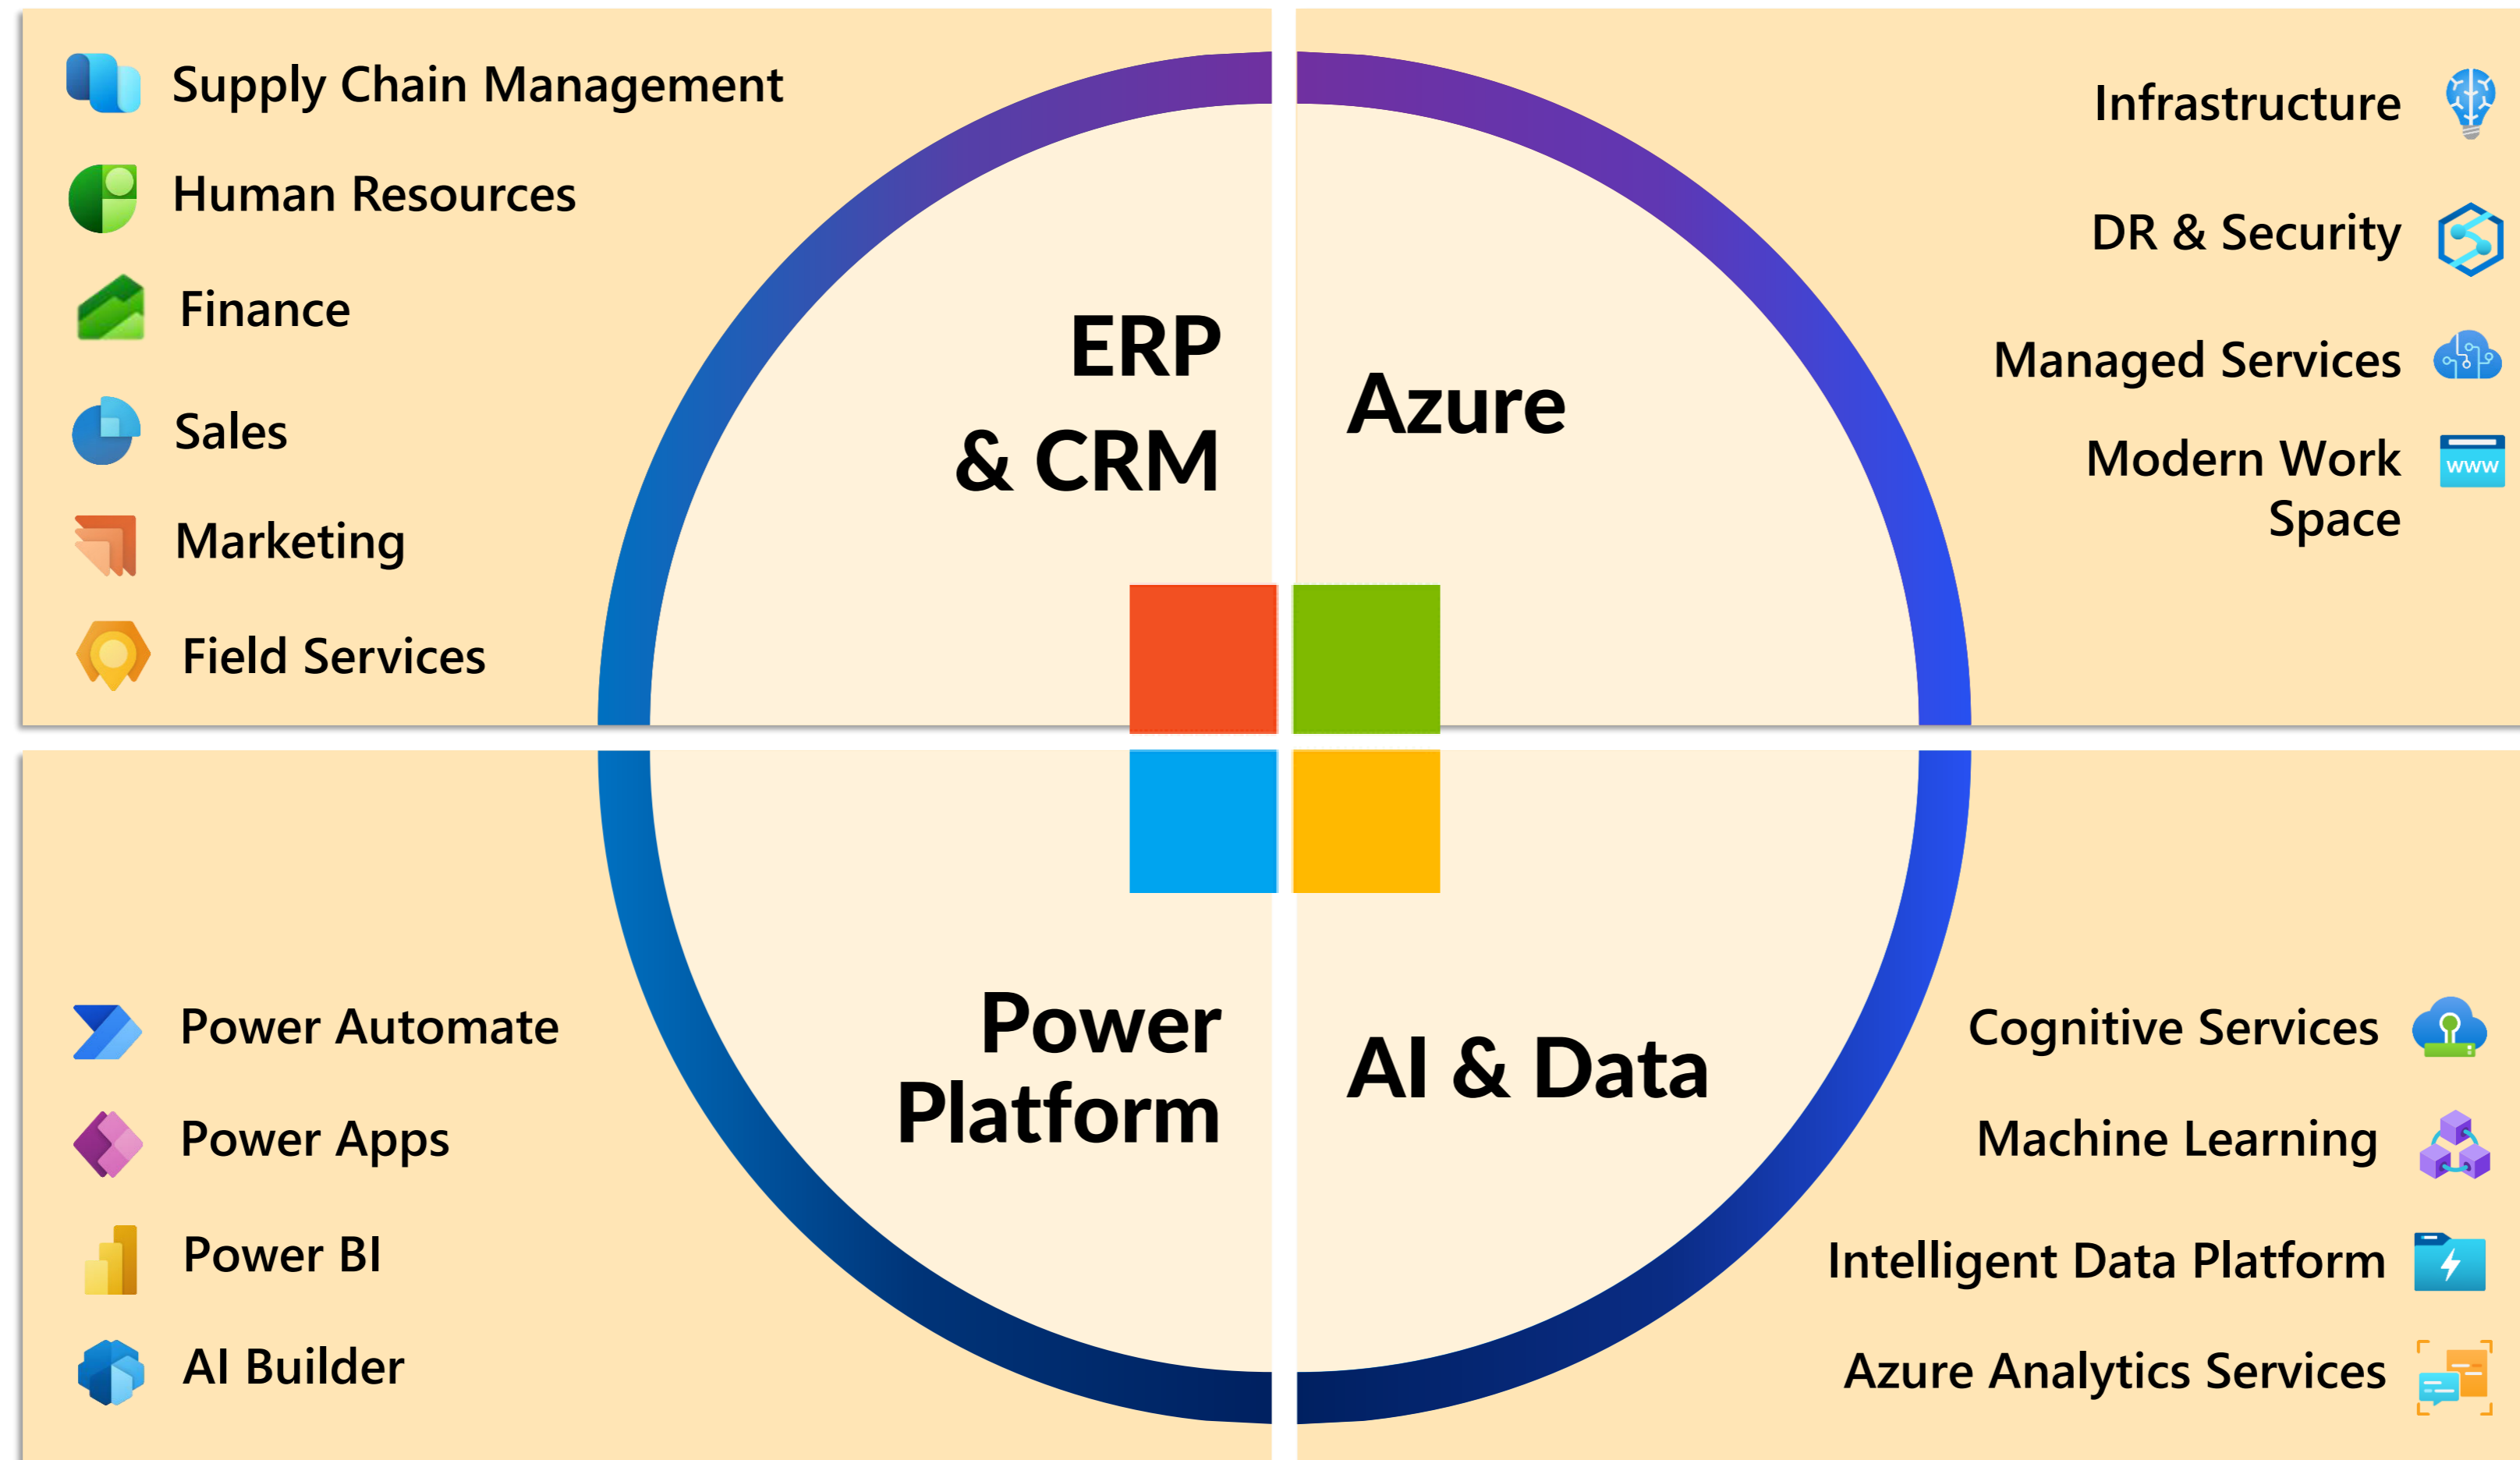 Supply Chain Management
Human Resources
Finance
Sales
Marketing
Field Services
ERP
& CRM
Azure
Infrastructure
DR & Security
Managed Services
Modern Work
Space
www
Power Automate
Power Apps
Power BI
AI Builder
Power
Platform
AI & Data
Cognitive Services
Machine Learning
Intelligent Data Platform
Azure Analytics Services